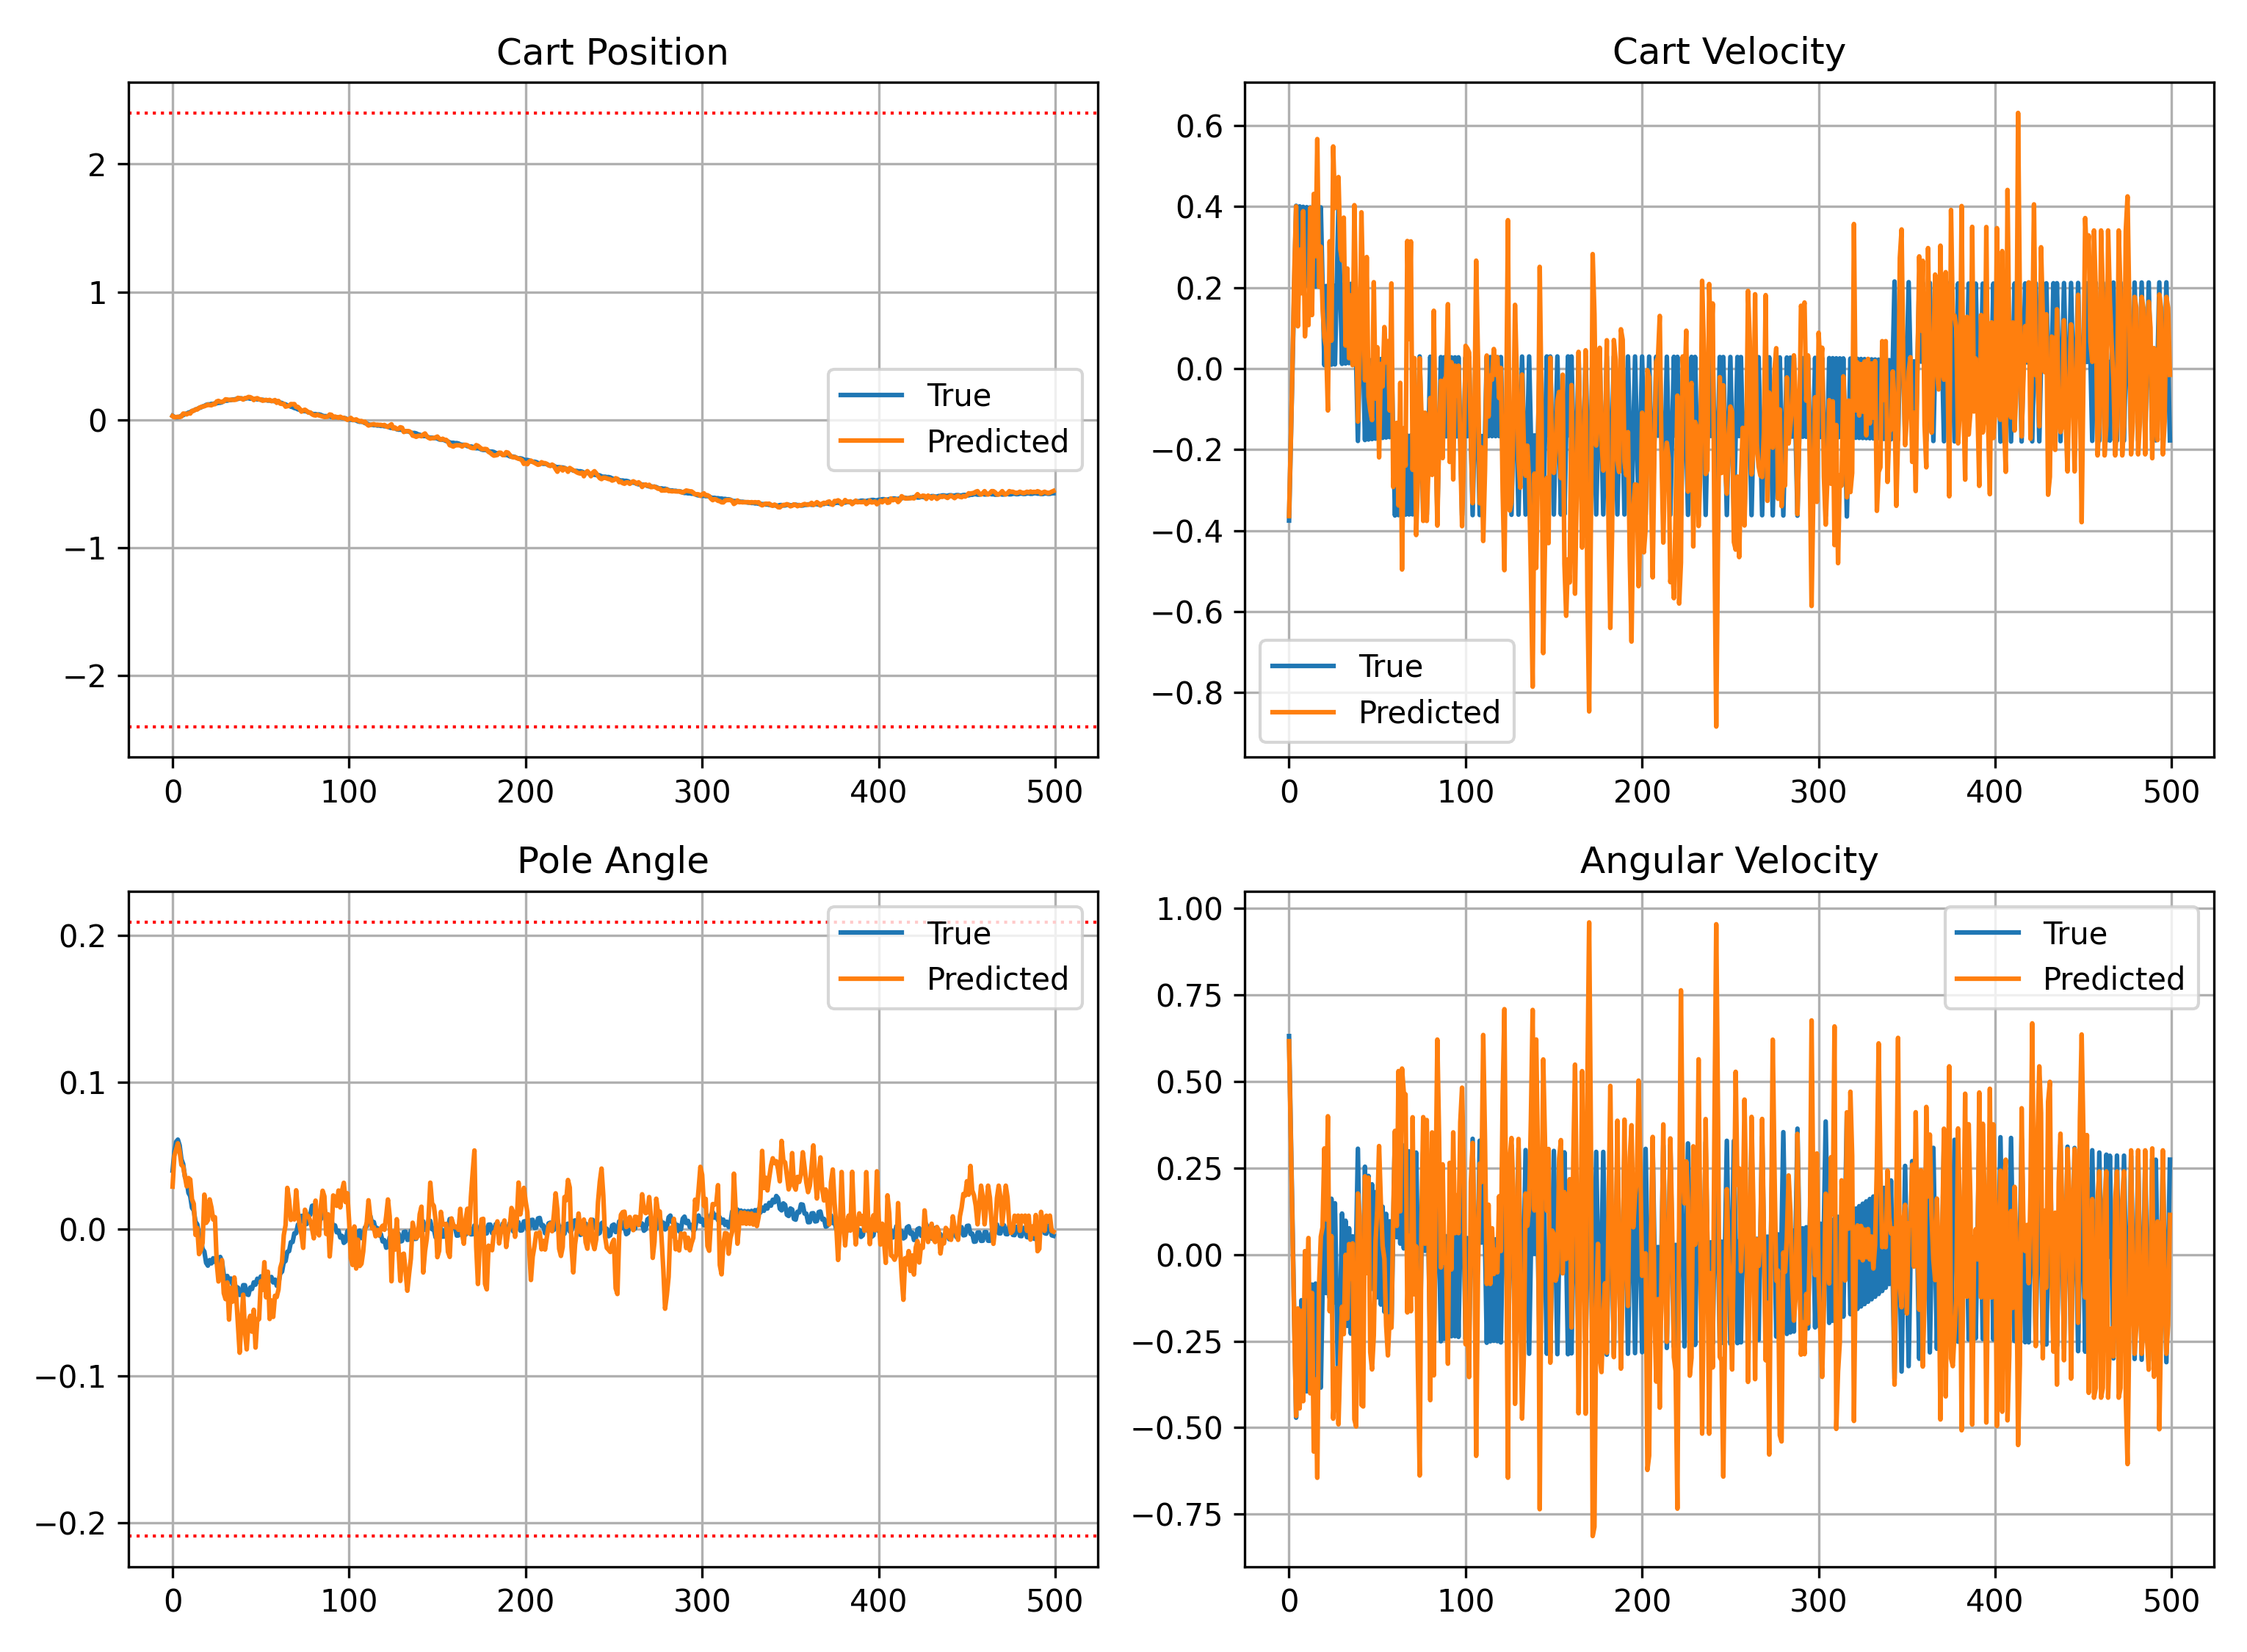 Cart Position
2
1
0
−1
−2
True
Predicted
0 100 200 300 400 500
Cart Velocity
0.6
0.4
0.2
0.0
−0.2
−0.4
−0.6
−0.8
True
Predicted
0 100 200 300 400 500
Pole Angle
0.2
0.1
0.0
−0.1
−0.2
True
Predicted
0 100 200 300 400 500
Angular Velocity
1.00
0.75
0.50
0.25
0.00
−0.25
−0.50
−0.75
True
Predicted
0 100 200 300 400 500